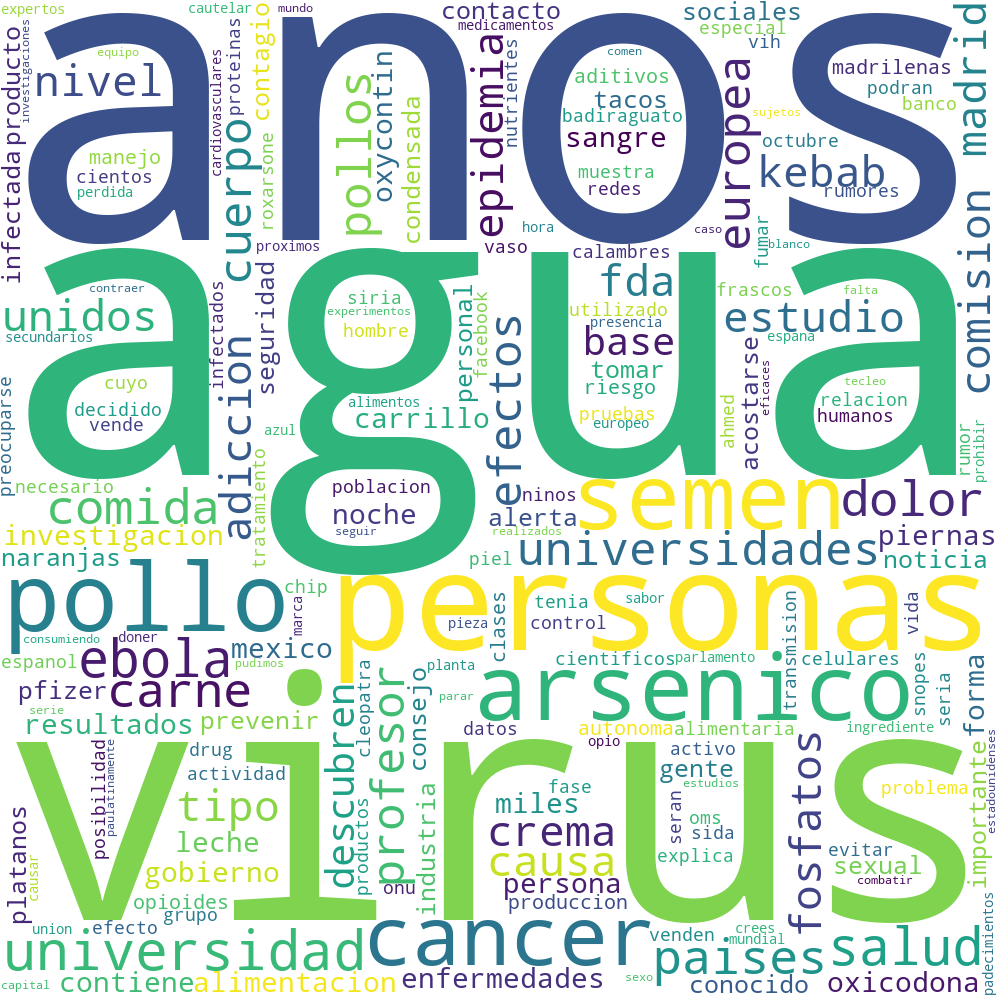 expertos
cautelar
mundo
contacto
sociales
especial
anos
agua
virus
personas
equipo
nivel
manejo
cientos
perdida
infectada
producto
investigaciones
cardiovasculares
proteinas
contagio
cuerpo
roxarsone
pollos
oxycontin
condensada
epidemia
nutrientes
medicamentos
comen
aditivos
tacos
badiraguato
sangre
muestra
redes
vih
europea
madrilenas
podran
banco
sujetos
octubre
kebab
rumores
madrid
comision
proximos
vaso
hora
calambres
caso
fumar
blanco
contraer
unidos
secundarios
infectados
seguridad
siria
experimentos
hombre
personal
facebook
fda
utilizado
presencia
base
tomar
riesgo
pruebas
europeo
frascos
estudio
espana
falta
cuyo
decidido
vende
preocuparse
adiccion
azul
alimentos
carrillo
efectos
ahmed
acostarse
eficaces
tecleo
relacion
humanos
rumor
prohibir
necesario
comida
investigacion
naranjas
tratamiento
poblacion
noche
seguir
ninos
alerta
realizados
piel
semen
universidades
dolor
piernas
noticia
pollo
chip
marca
consumiendo
doner
ebola
mexico
espanol
pudimos
pfizer
carne
serie
resultados
prevenir
descubren
cleopatra
profesor
consejo
planta
parar
pieza
clases
tenia
sabor
control
vida
cientificos
parlamento
transmision
celulares
snopes
seria
forma
arsenico
datos
autonoma
alimentaria
ingrediente
estadounidenses
opio
drug
actividad
posibilidad
paulatinamente
tipo
leche
gobierno
opioides
grupo
platanos
causar
union
efecto
productos
onu
industria
fase
miles
crema
causa
persona
produccion
activo
gente
estudios
oms
sida
seran
explica
fosfatos
problema
importante
evitar
sexual
combatir
universidad
cancer
venden
crees
mundial
paises
salud
padecimientos
capital
contiene
alimentacion
enfermedades
sexo
conocido
oxicodona